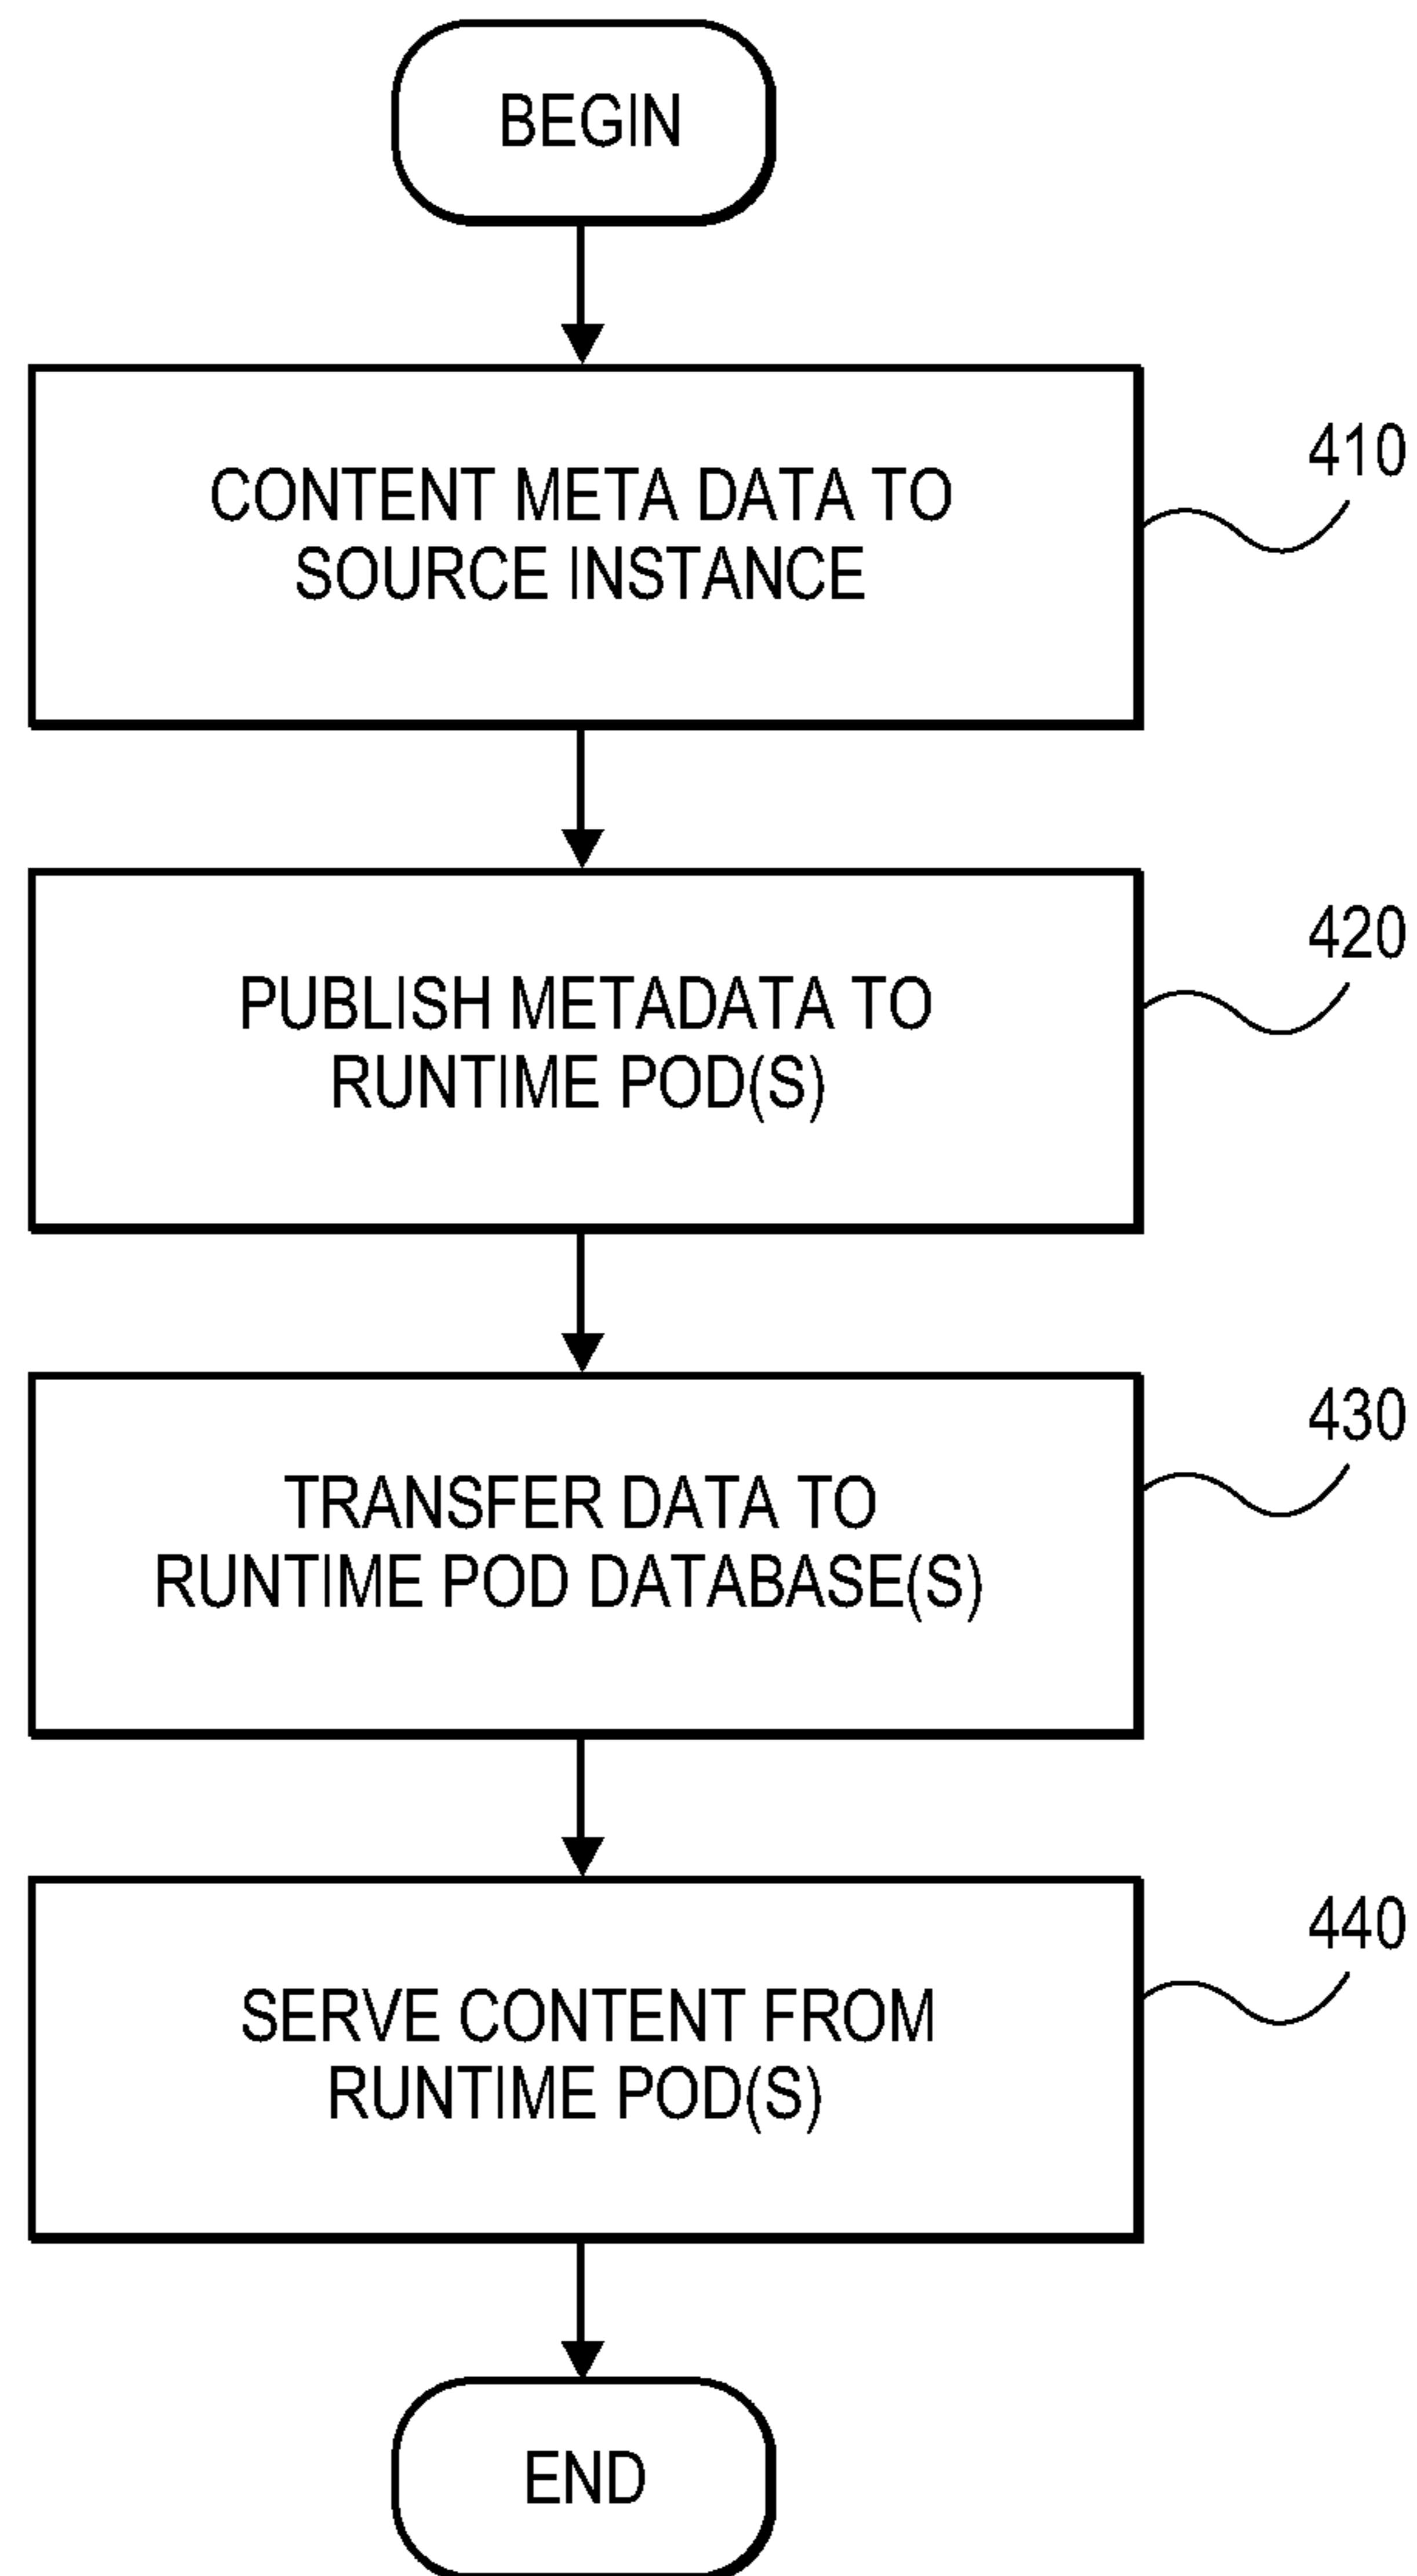 BEGIN
CONTENT META DATA TO
SOURCE INSTANCE
410
PUBLISH METADATA TO
RUNTIME POD(S)
420
TRANSFER DATA TO
RUNTIME POD DATABASE(S)
430
SERVE CONTENT FROM
RUNTIME POD(S)
440
END